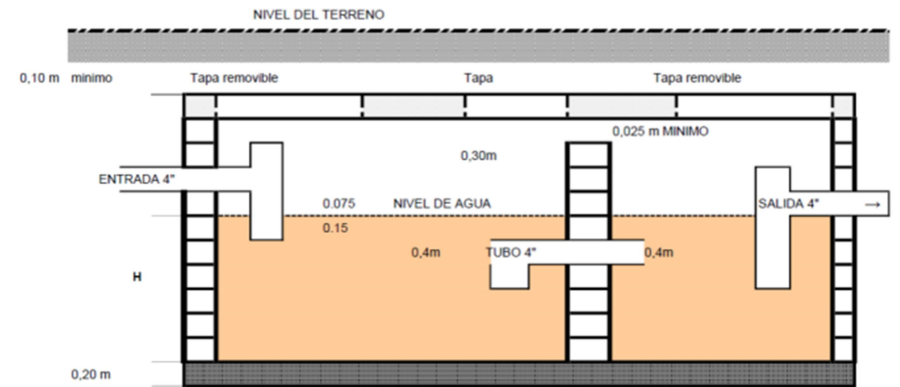 NIVEL DEL TERRENO
0,10 m minimo Tapa removible Tapa Tapa removible
0,025 m MINIMO
0,30m
ENTRADA 4"
0.075 NIVEL DE AGUA SALIDA 4" →
0.15
0,4m TUBO 4" 0,4m
H
0,20 m